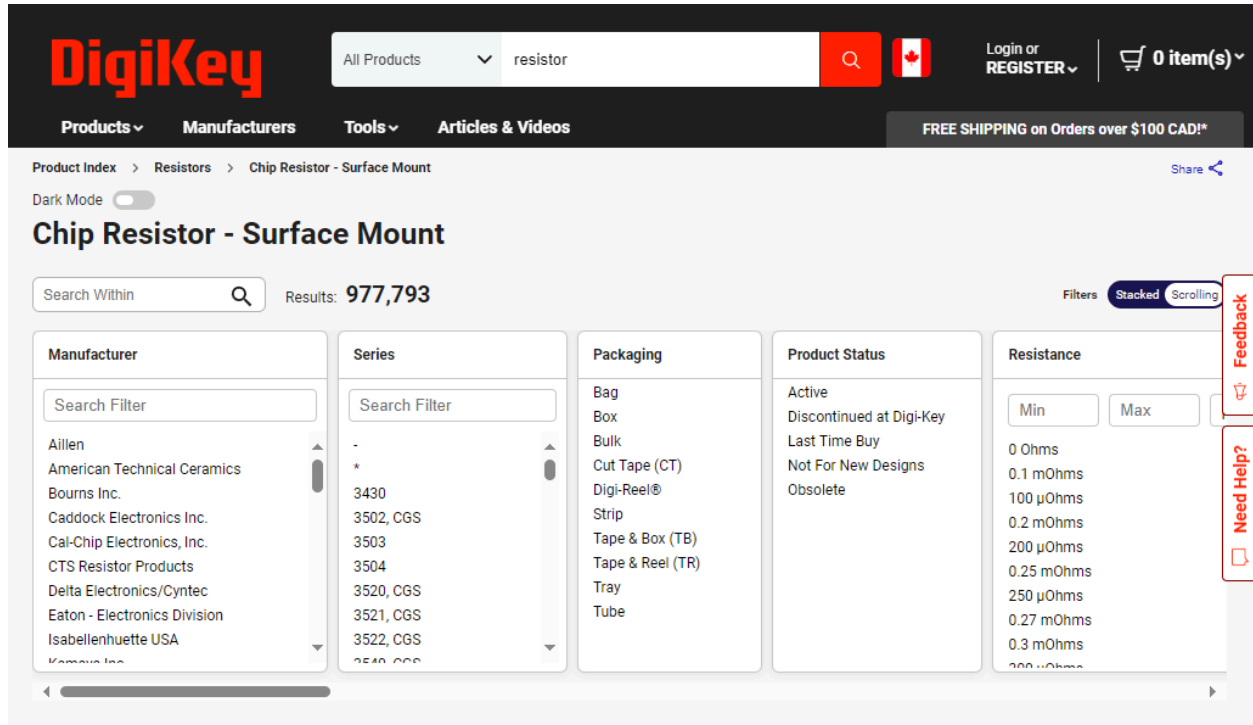 DigiKey
All Products
resistor
Login or
REGISTER
0 item(s)
Products
Manufacturers
Tools
Articles & Videos
FREE SHIPPING on Orders over $100 CAD!*
Product Index > Resistors > Chip Resistor - Surface Mount
Share
Dark Mode
Chip Resistor - Surface Mount
Search Within
Results: 977,793
Filters
Stacked
Scrolling
Feedback
Need Help?
Manufacturer
Search Filter
Aillen
American Technical Ceramics
Bourns Inc.
Caddock Electronics Inc.
Cal-Chip Electronics, Inc.
CTS Resistor Products
Delta Electronics/Cyntec
Eaton - Electronics Division
Isabellenhuette USA
Series
Search Filter
-
*
3430
3502, CGS
3503
3504
3520, CGS
3521, CGS
3522, CGS
Packaging
Bag
Box
Bulk
Cut Tape (CT)
Digi-Reel®
Strip
Tape & Box (TB)
Tape & Reel (TR)
Tray
Tube
Product Status
Active
Discontinued at Digi-Key
Last Time Buy
Not For New Designs
Obsolete
Resistance
Min
Max
0 Ohms
0.1 mOhms
100 µOhms
0.2 mOhms
200 µOhms
0.25 mOhms
250 µOhms
0.27 mOhms
0.3 mOhms